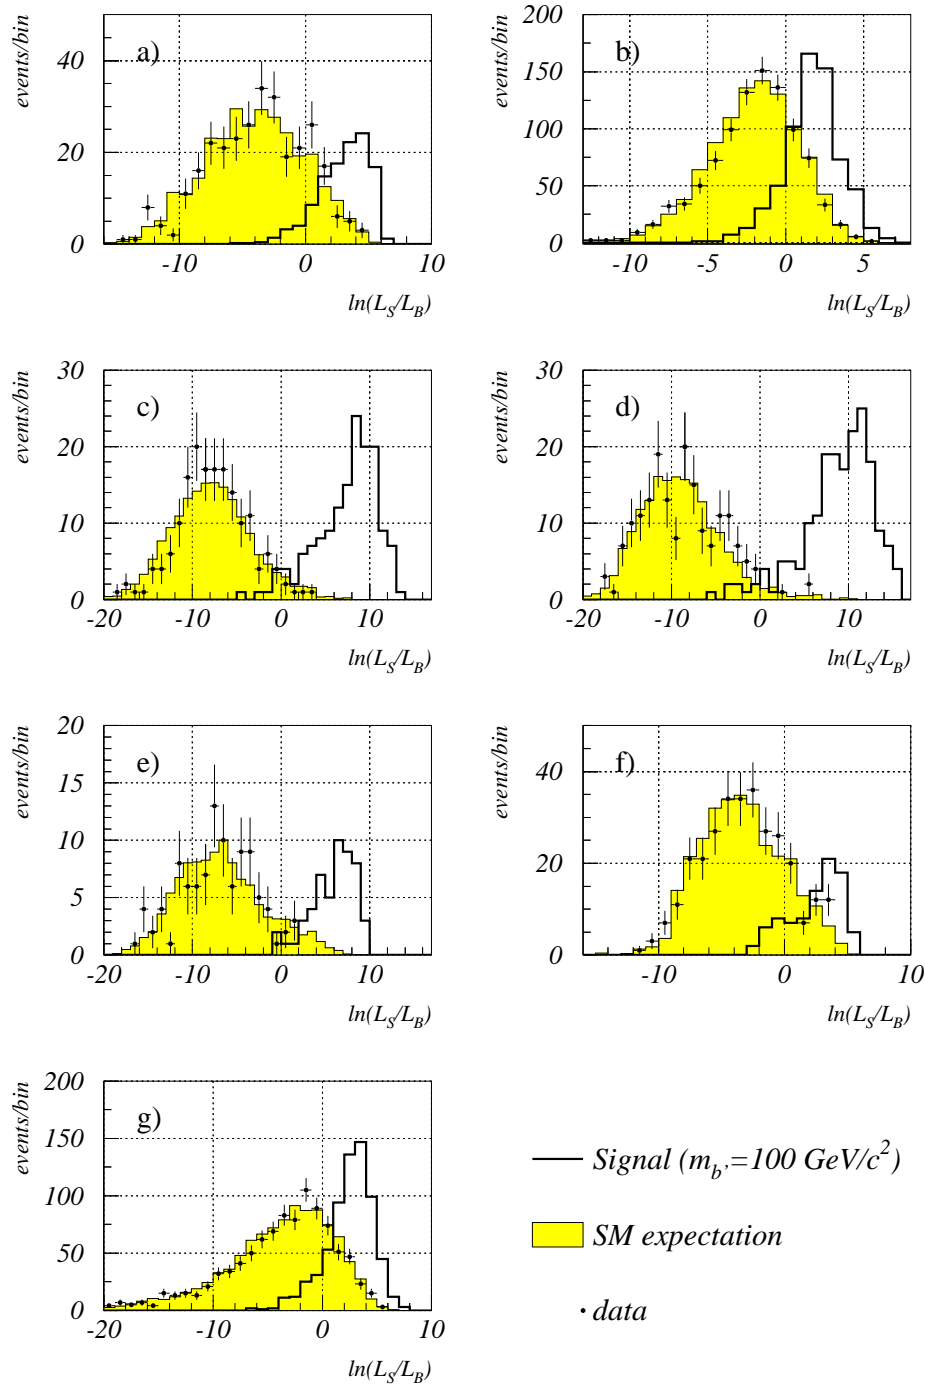 events/bin
a)
40
20
0
-10
0
10
ln(L_S/L_B)
events/bin
b)
200
150
100
50
0
-10
-5
0
5
ln(L_S/L_B)
events/bin
c)
30
20
10
0
-20
-10
0
10
ln(L_S/L_B)
events/bin
d)
30
20
10
0
-20
-10
0
10
ln(L_S/L_B)
events/bin
e)
20
15
10
5
0
-20
-10
0
10
ln(L_S/L_B)
events/bin
f)
40
20
0
-10
0
10
ln(L_S/L_B)
events/bin
g)
200
150
100
50
0
-20
-10
0
10
ln(L_S/L_B)
Signal (m_b'=100 GeV/c²)
SM expectation
data